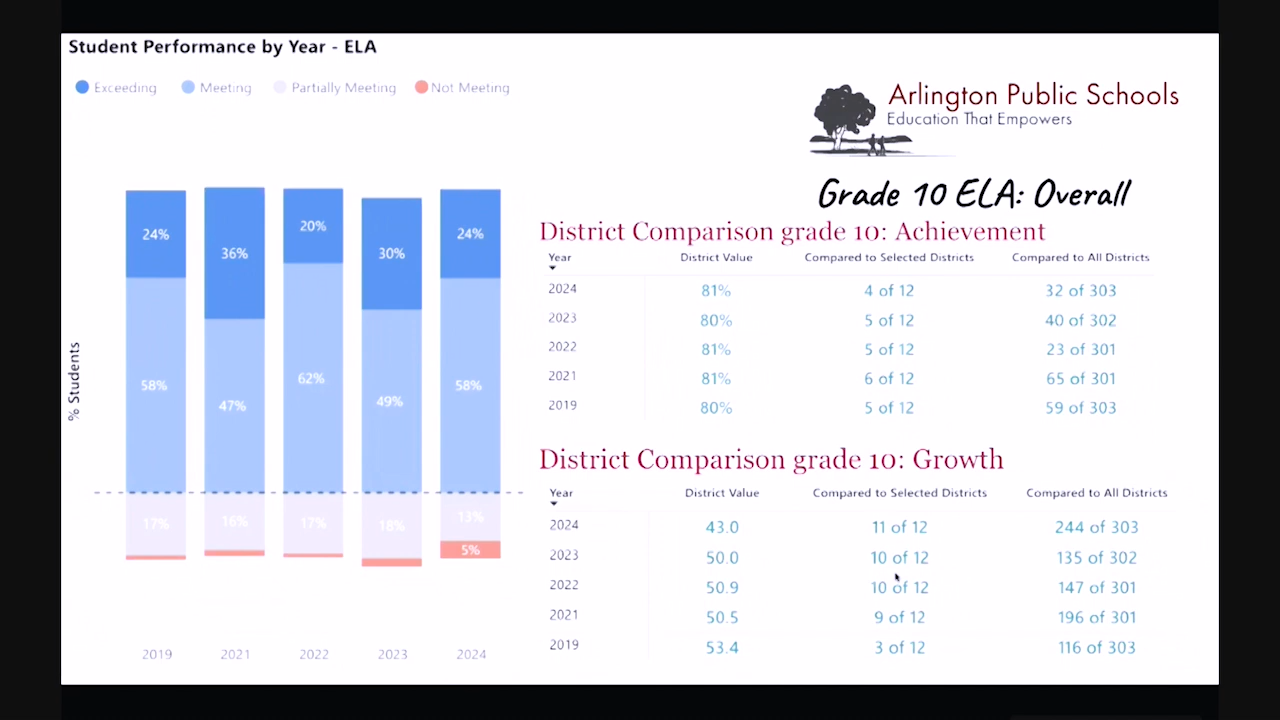 Student Performance by Year - ELA
Exceeding Meeting Partially Meeting Not Meeting
Arlington Public Schools
Education That Empowers
Grade 10 ELA: Overall
% Students
24% 36% 20% 30% 24%
58% 47% 62% 49% 58%
17% 16% 17% 18% 13%
5%
2019 2021 2022 2023 2024
District Comparison grade 10: Achievement
Year District Value Compared to Selected Districts Compared to All Districts
2024 81% 4 of 12 32 of 303
2023 80% 5 of 12 40 of 302
2022 81% 5 of 12 23 of 301
2021 81% 6 of 12 65 of 301
2019 80% 5 of 12 59 of 303
District Comparison grade 10: Growth
Year District Value Compared to Selected Districts Compared to All Districts
2024 43.0 11 of 12 244 of 303
2023 50.0 10 of 12 135 of 302
2022 50.9 10 of 12 147 of 301
2021 50.5 9 of 12 196 of 301
2019 53.4 3 of 12 116 of 303